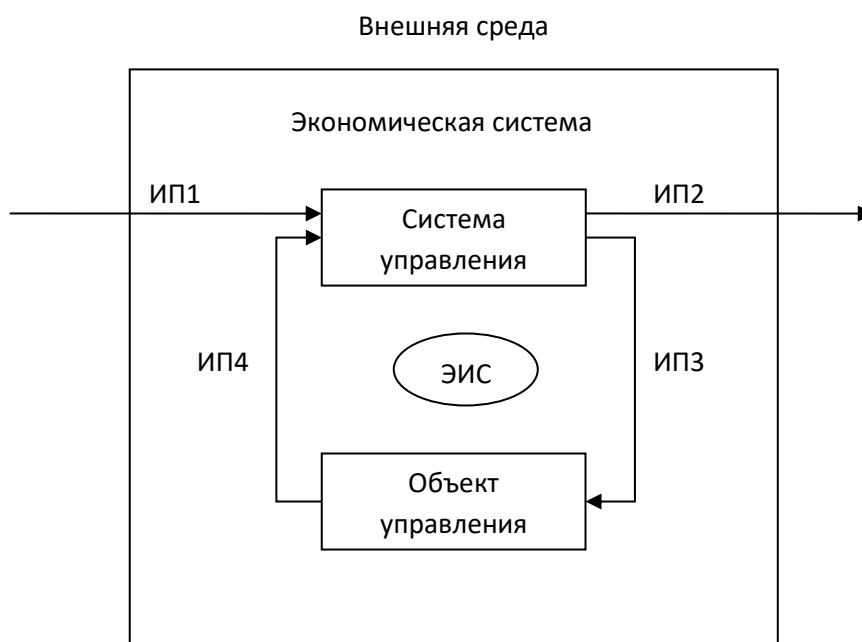 Внешняя среда
Экономическая система
ИП1
ИП2
Система
управления
ИП4
ЭИС
ИП3
Объект
управления